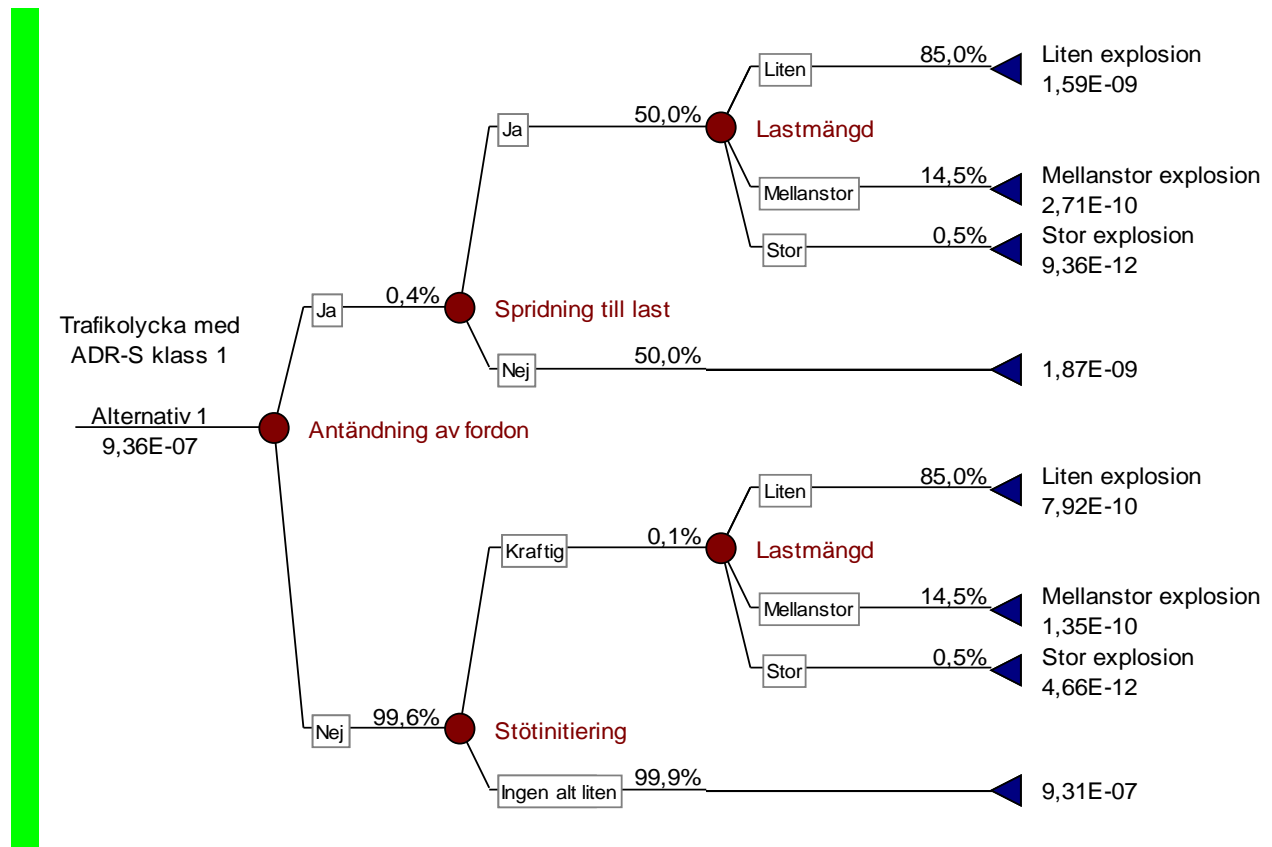 85,0%
Liten explosion
Liten
1,59E-09
Ja
50,0%
Lastmängd
14,5%
Mellanstor explosion
Mellanstor
2,71E-10
0,5%
Stor explosion
Stor
9,36E-12
Ja
0,4%
Spridning till last
Trafikolycka med
ADR-S klass 1
50,0%
Nej
1,87E-09
Alternativ 1
9,36E-07
Antändning av fordon
85,0%
Liten explosion
Liten
7,92E-10
Kraftig
0,1%
Lastmängd
14,5%
Mellanstor explosion
Mellanstor
1,35E-10
0,5%
Stor explosion
Stor
4,66E-12
Nej
99,6%
Stötinitiering
Ingen alt liten
99,9%
9,31E-07